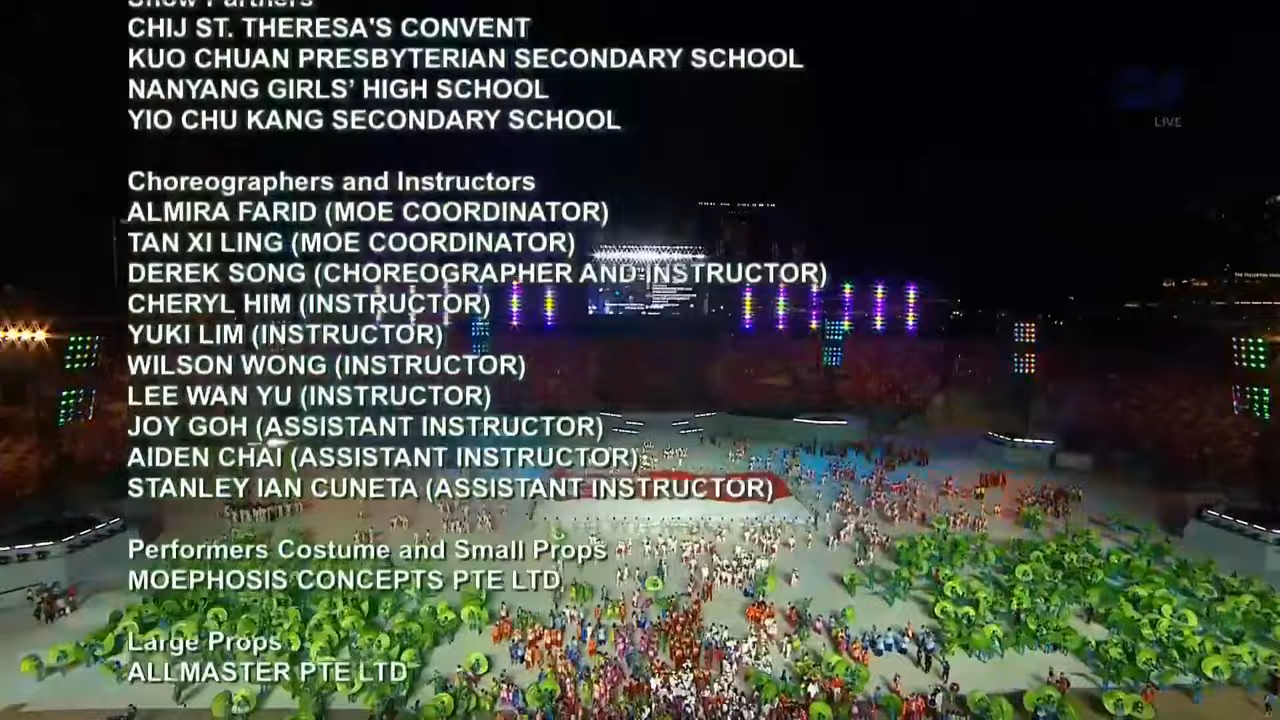 Show Partners
CHIJ ST. THERESA'S CONVENT
KUO CHUAN PRESBYTERIAN SECONDARY SCHOOL
NANYANG GIRLS' HIGH SCHOOL
YIO CHU KANG SECONDARY SCHOOL
LIVE
Choreographers and Instructors
ALMIRA FARID (MOE COORDINATOR)
TAN XI LING (MOE COORDINATOR)
DEREK SONG (CHOREOGRAPHER AND INSTRUCTOR)
CHERYL HIM (INSTRUCTOR)
YUKI LIM (INSTRUCTOR)
WILSON WONG (INSTRUCTOR)
LEE WAN YU (INSTRUCTOR)
JOY GOH (ASSISTANT INSTRUCTOR)
AIDEN CHAI (ASSISTANT INSTRUCTOR)
STANLEY IAN CUNETA (ASSISTANT INSTRUCTOR)
Performers Costume and Small Props
MOEPHOSIS CONCEPTS PTE LTD
Large Props
ALLMASTER PTE LTD